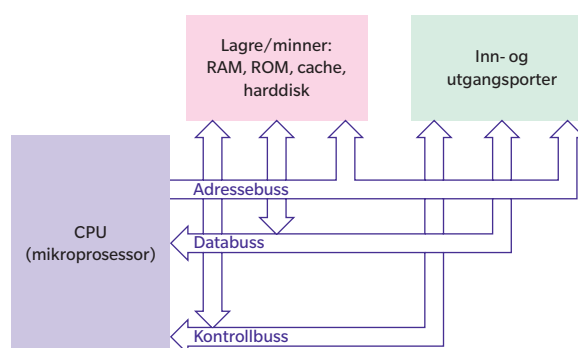 Lagre/minner:
RAM, ROM, cache,
harddisk
Inn- og
utgangsporter
CPU
(mikroprosessor)
Adressebuss
Databuss
Kontrollbuss